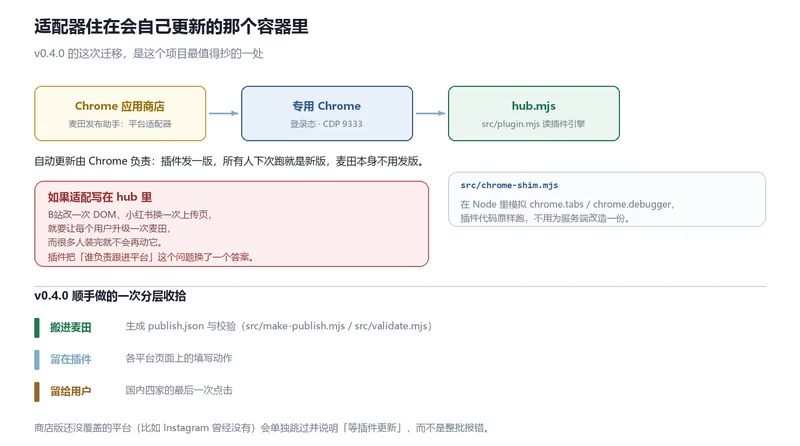 适配器住在会自己更新的那个容器里
v0.4.0 的这次迁移，是这个项目最值得抄的一处
Chrome 应用商店
麦田发布助手：平台适配器
专用 Chrome
登录态 · CDP 9333
hub.mjs
src/plugin.mjs 读插件引擎
自动更新由 Chrome 负责：插件发一版，所有人下次跑就是新版，麦田本身不用发版。
如果适配写在 hub 里
B站改一次 DOM、小红书换一次上传页，
就要让每个用户升级一次麦田，
而很多人装完就不会再动它。
插件把「谁负责跟进平台」这个问题换了一个答案。
src/chrome-shim.mjs
在 Node 里模拟 chrome.tabs / chrome.debugger，
插件代码原样跑，不用为服务端改造一份。
v0.4.0 顺手做的一次分层收拾
搬进麦田
生成 publish.json 与校验（src/make-publish.mjs / src/validate.mjs）
留在插件
各平台页面上的填写动作
留给用户
国内四家的最后一次点击
商店版还没覆盖的平台（比如 Instagram 曾经没有）会单独跳过并说明「等插件更新」，而不是整批报错。